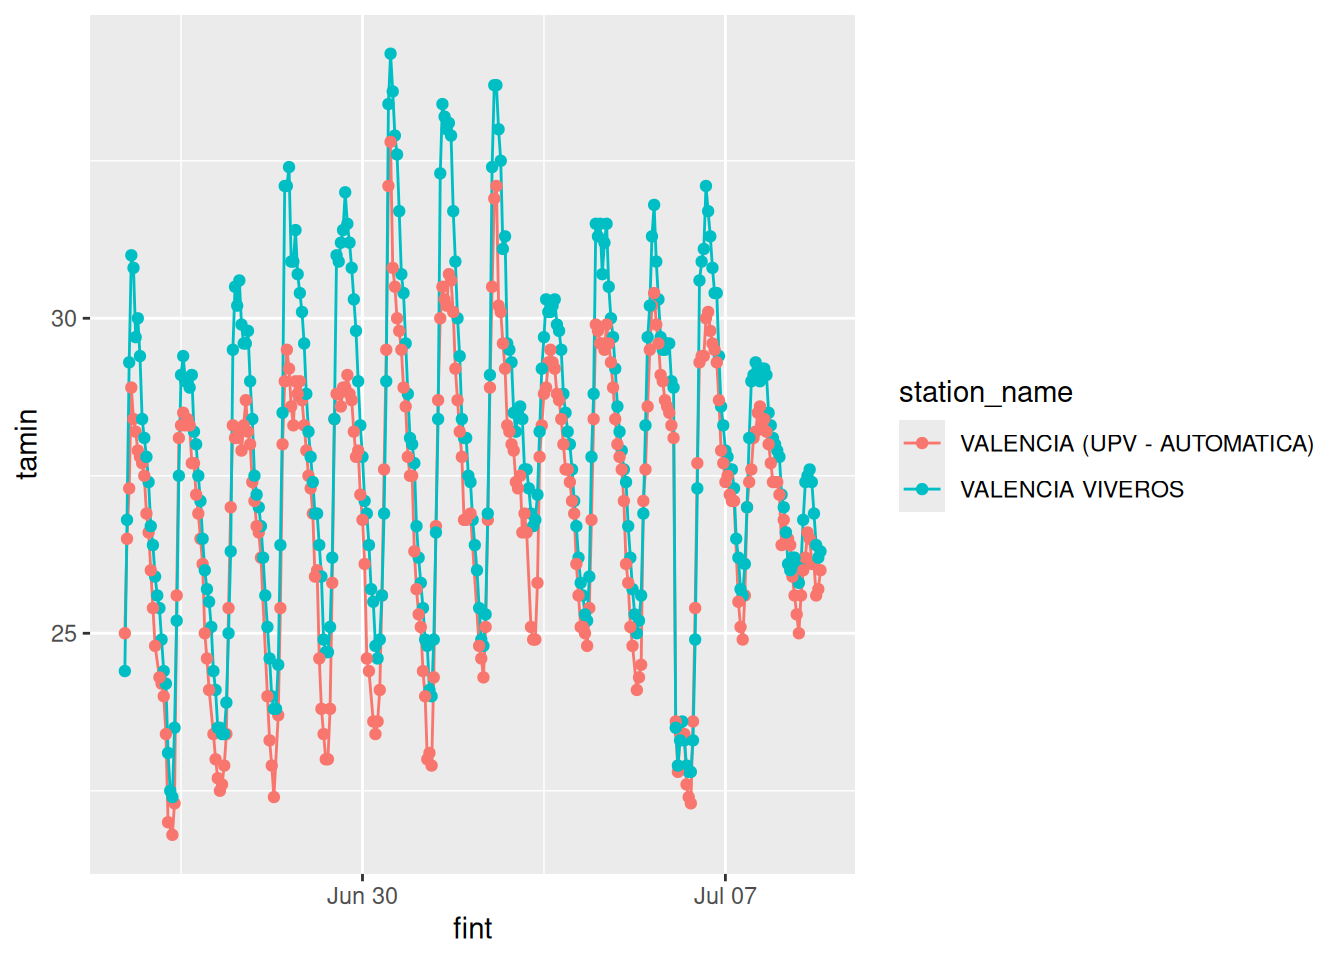 30
25
tamin
Jun 30
Jul 07
fint
station_name
VALENCIA (UPV - AUTOMATICA)
VALENCIA VIVEROS